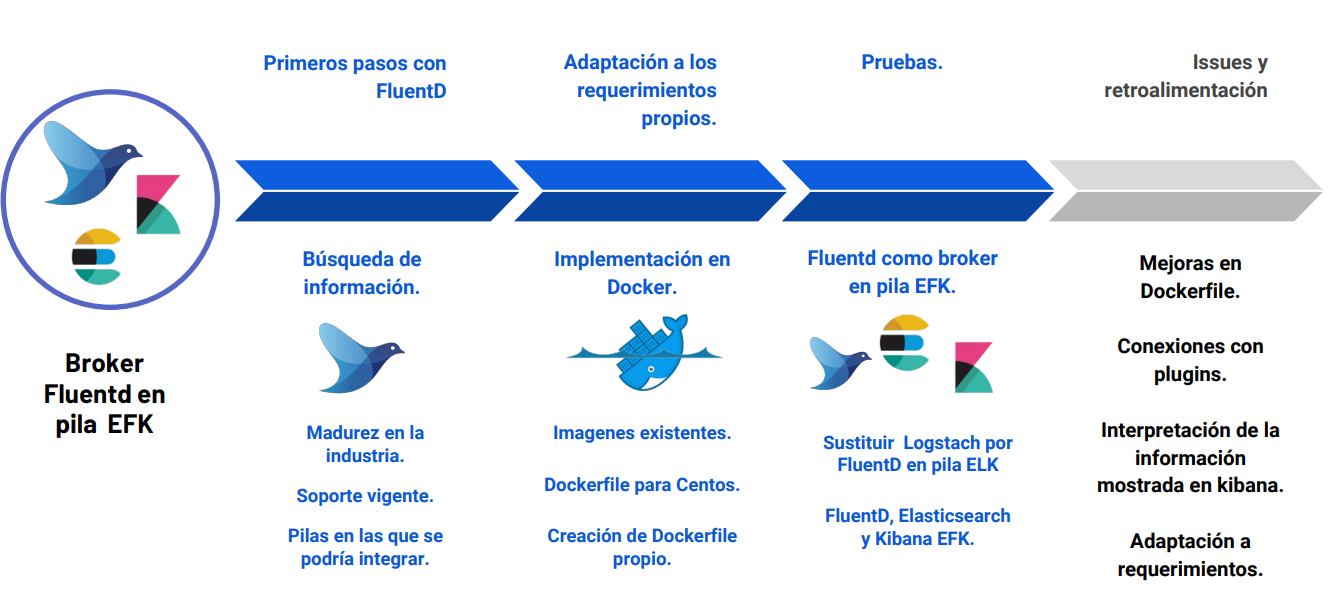 Broker
Fluentd en
pila EFK
Primeros pasos con
FluentD
Búsqueda de
información.
Madurez en la
industria.
Soporte vigente.
Pilas en las que se
podría integrar.
Adaptación a los
requerimientos
propios.
Implementación en
Docker.
Imagenes existentes.
Dockerfile para Centos.
Creación de Dockerfile
propio.
Pruebas.
Fluentd como broker
en pila EFK.
Sustituir Logstach por
FluentD en pila ELK
FluentD, Elasticsearch
y Kibana EFK.
Issues y
retroalimentación
Mejoras en
Dockerfile.
Conexiones con
plugins.
Interpretación de la
información
mostrada en kibana.
Adaptación a
requerimientos.